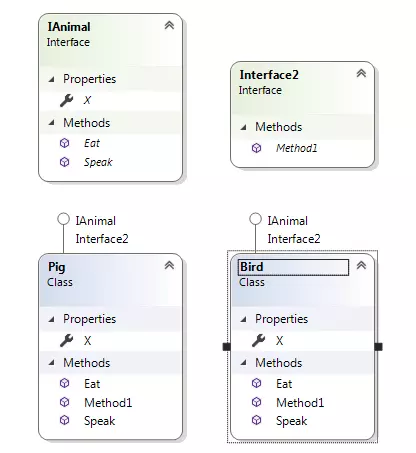 IAnimal
Interface
Properties
X
Methods
Eat
Speak
Interface2
Interface
Methods
Method1
IAnimal
Interface2
Pig
Class
Properties
X
Methods
Eat
Method1
Speak
IAnimal
Interface2
Bird
Class
Properties
X
Methods
Eat
Method1
Speak